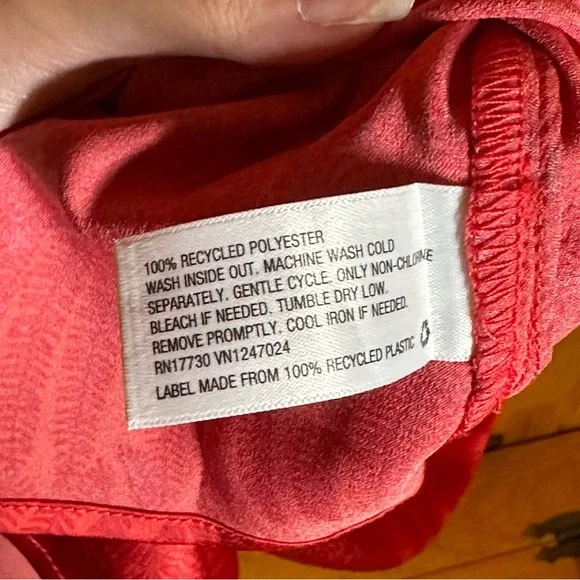 100% RECYCLED POLYESTER
WASH INSIDE OUT. MACHINE WASH COLD
SEPARATELY. GENTLE CYCLE. ONLY NON-CHLORINE
BLEACH IF NEEDED. TUMBLE DRY LOW.
REMOVE PROMPTLY. COOL IRON IF NEEDED.
RN17730 VN1247024
LABEL MADE FROM 100% RECYCLED PLASTIC